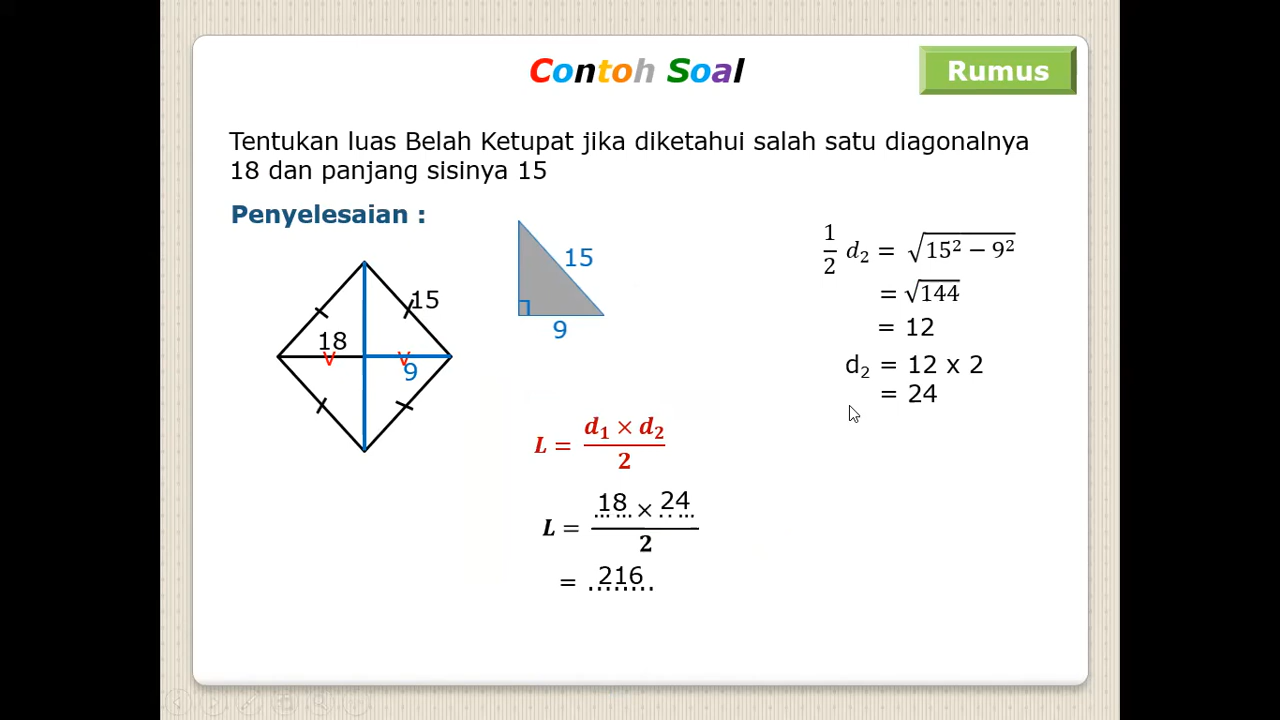 Contoh Soal
Rumus
Tentukan luas Belah Ketupat jika diketahui salah satu diagonalnya
18 dan panjang sisinya 15
Penyelesaian :
15
18
v v
9
15
9
L = d₁ × d₂ / 2
L = 18 × 24 / 2
= 216
1/2 d₂ = √15² − 9²
= √144
= 12
d₂ = 12 x 2
= 24